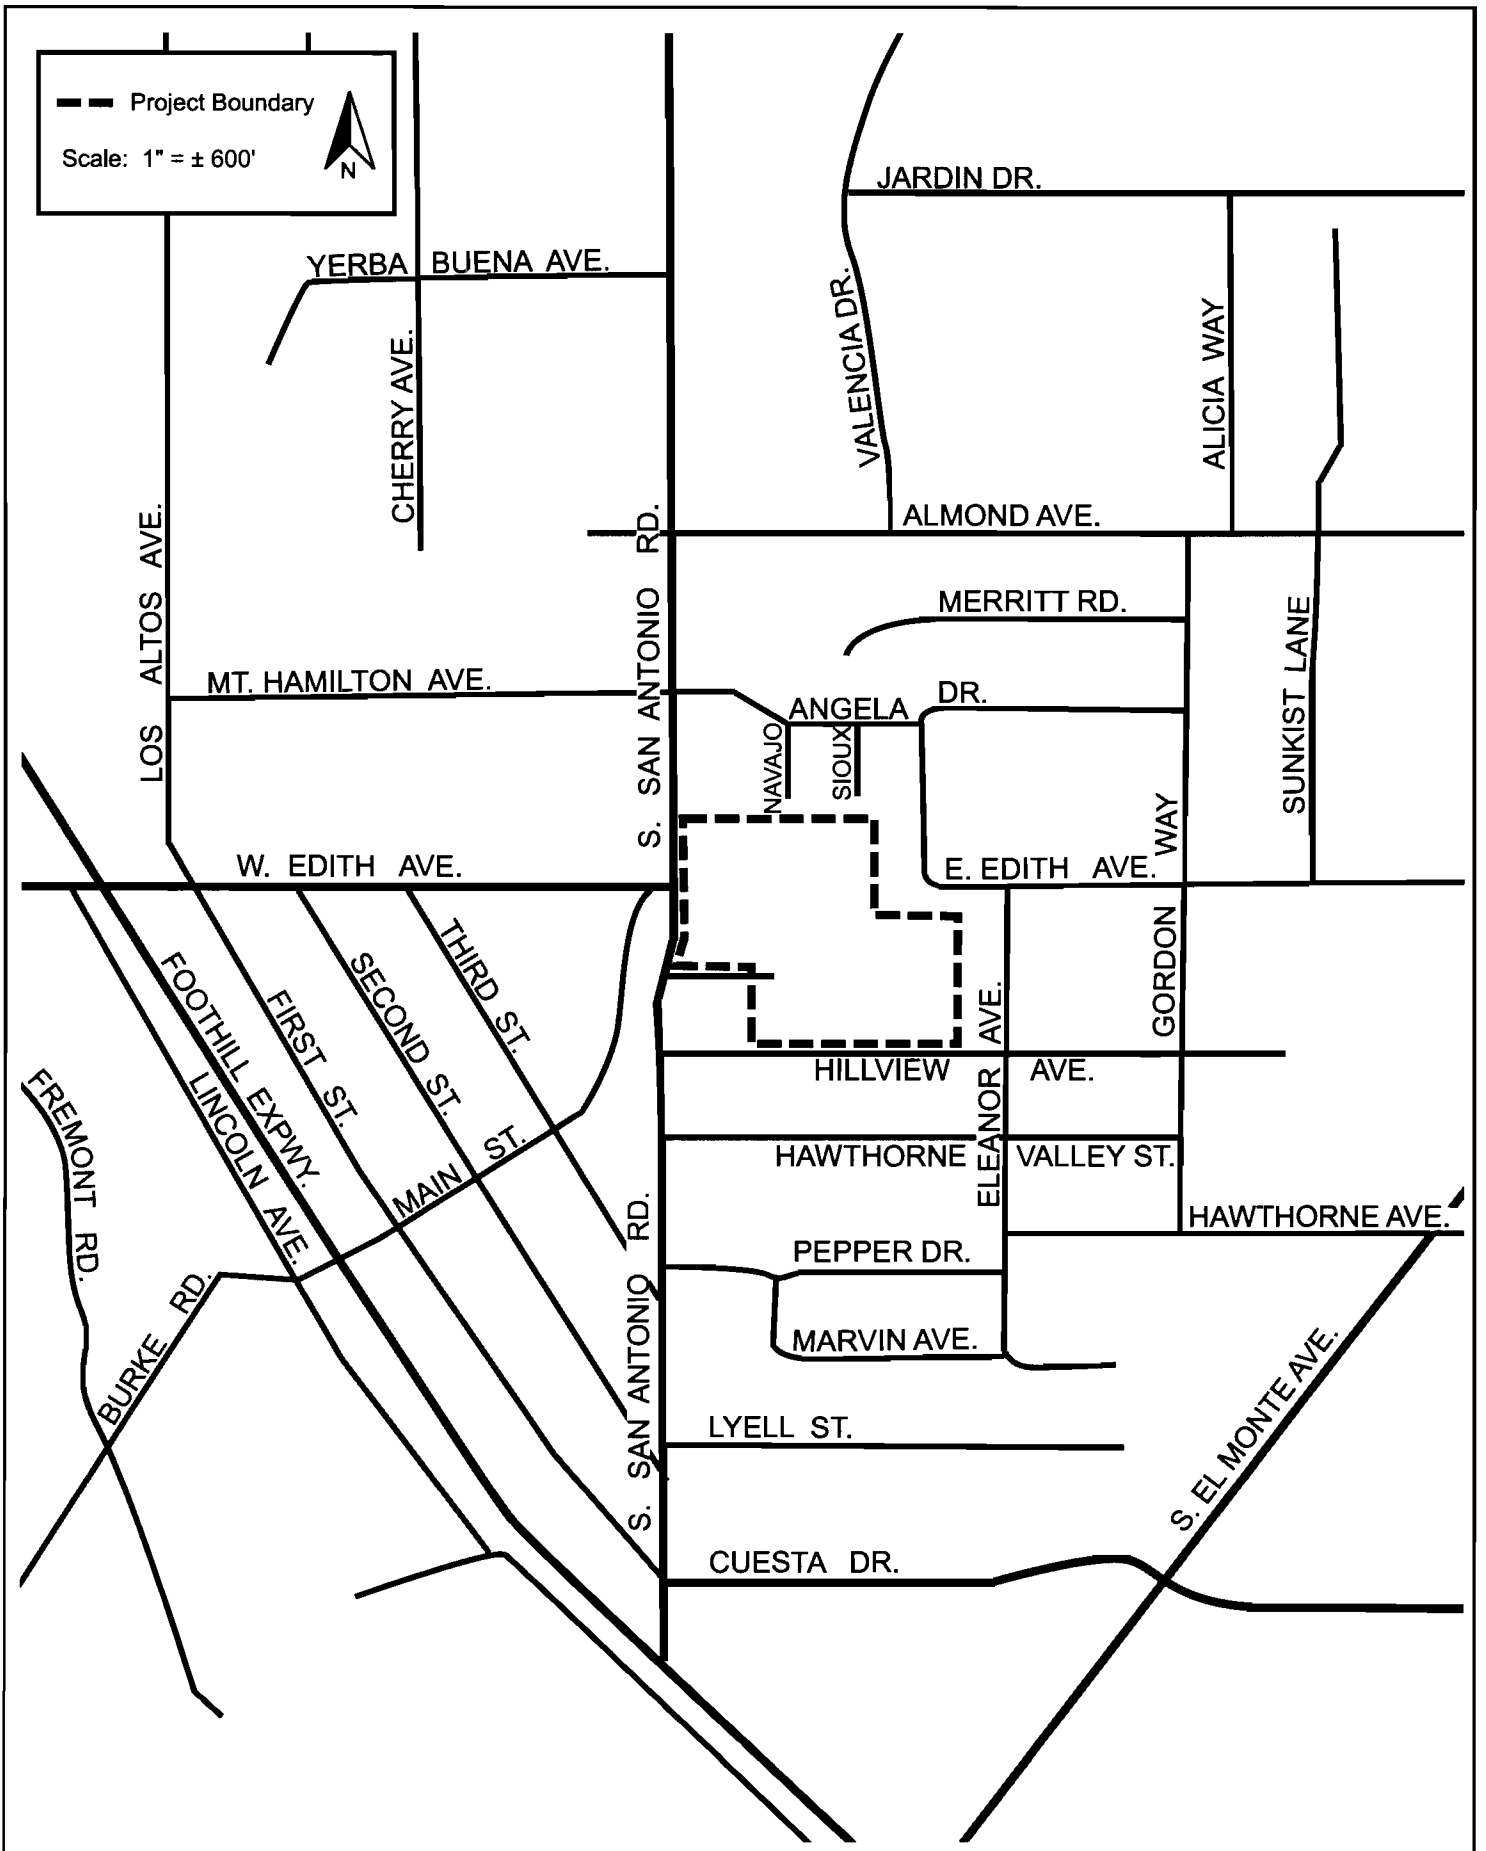 Project Boundary
Scale: 1" = ± 600'
N
JARDIN DR.
YERBA BUENA AVE.
VALENCIA DR.
ALICIA WAY
CHERRY AVE.
ALMOND AVE.
LOS ALTOS AVE.
S. SAN ANTONIO RD.
MERRITT RD.
SUNKIST LANE
MT. HAMILTON AVE.
ANGELA DR.
NAVAJO
SIOUX
W. EDITH AVE.
E. EDITH AVE.
GORDON WAY
THIRD ST.
SECOND ST.
FIRST ST.
FOOTHILL EXPWY.
LINCOLN AVE.
FREMONT RD.
ELEANOR AVE.
HILLVIEW AVE.
MAIN ST.
HAWTHORNE VALLEY ST.
HAWTHORNE AVE.
BURKE RD.
S. SAN ANTONIO RD.
PEPPER DR.
MARVIN AVE.
LYELL ST.
S. EL MONTE AVE.
CUESTA DR.